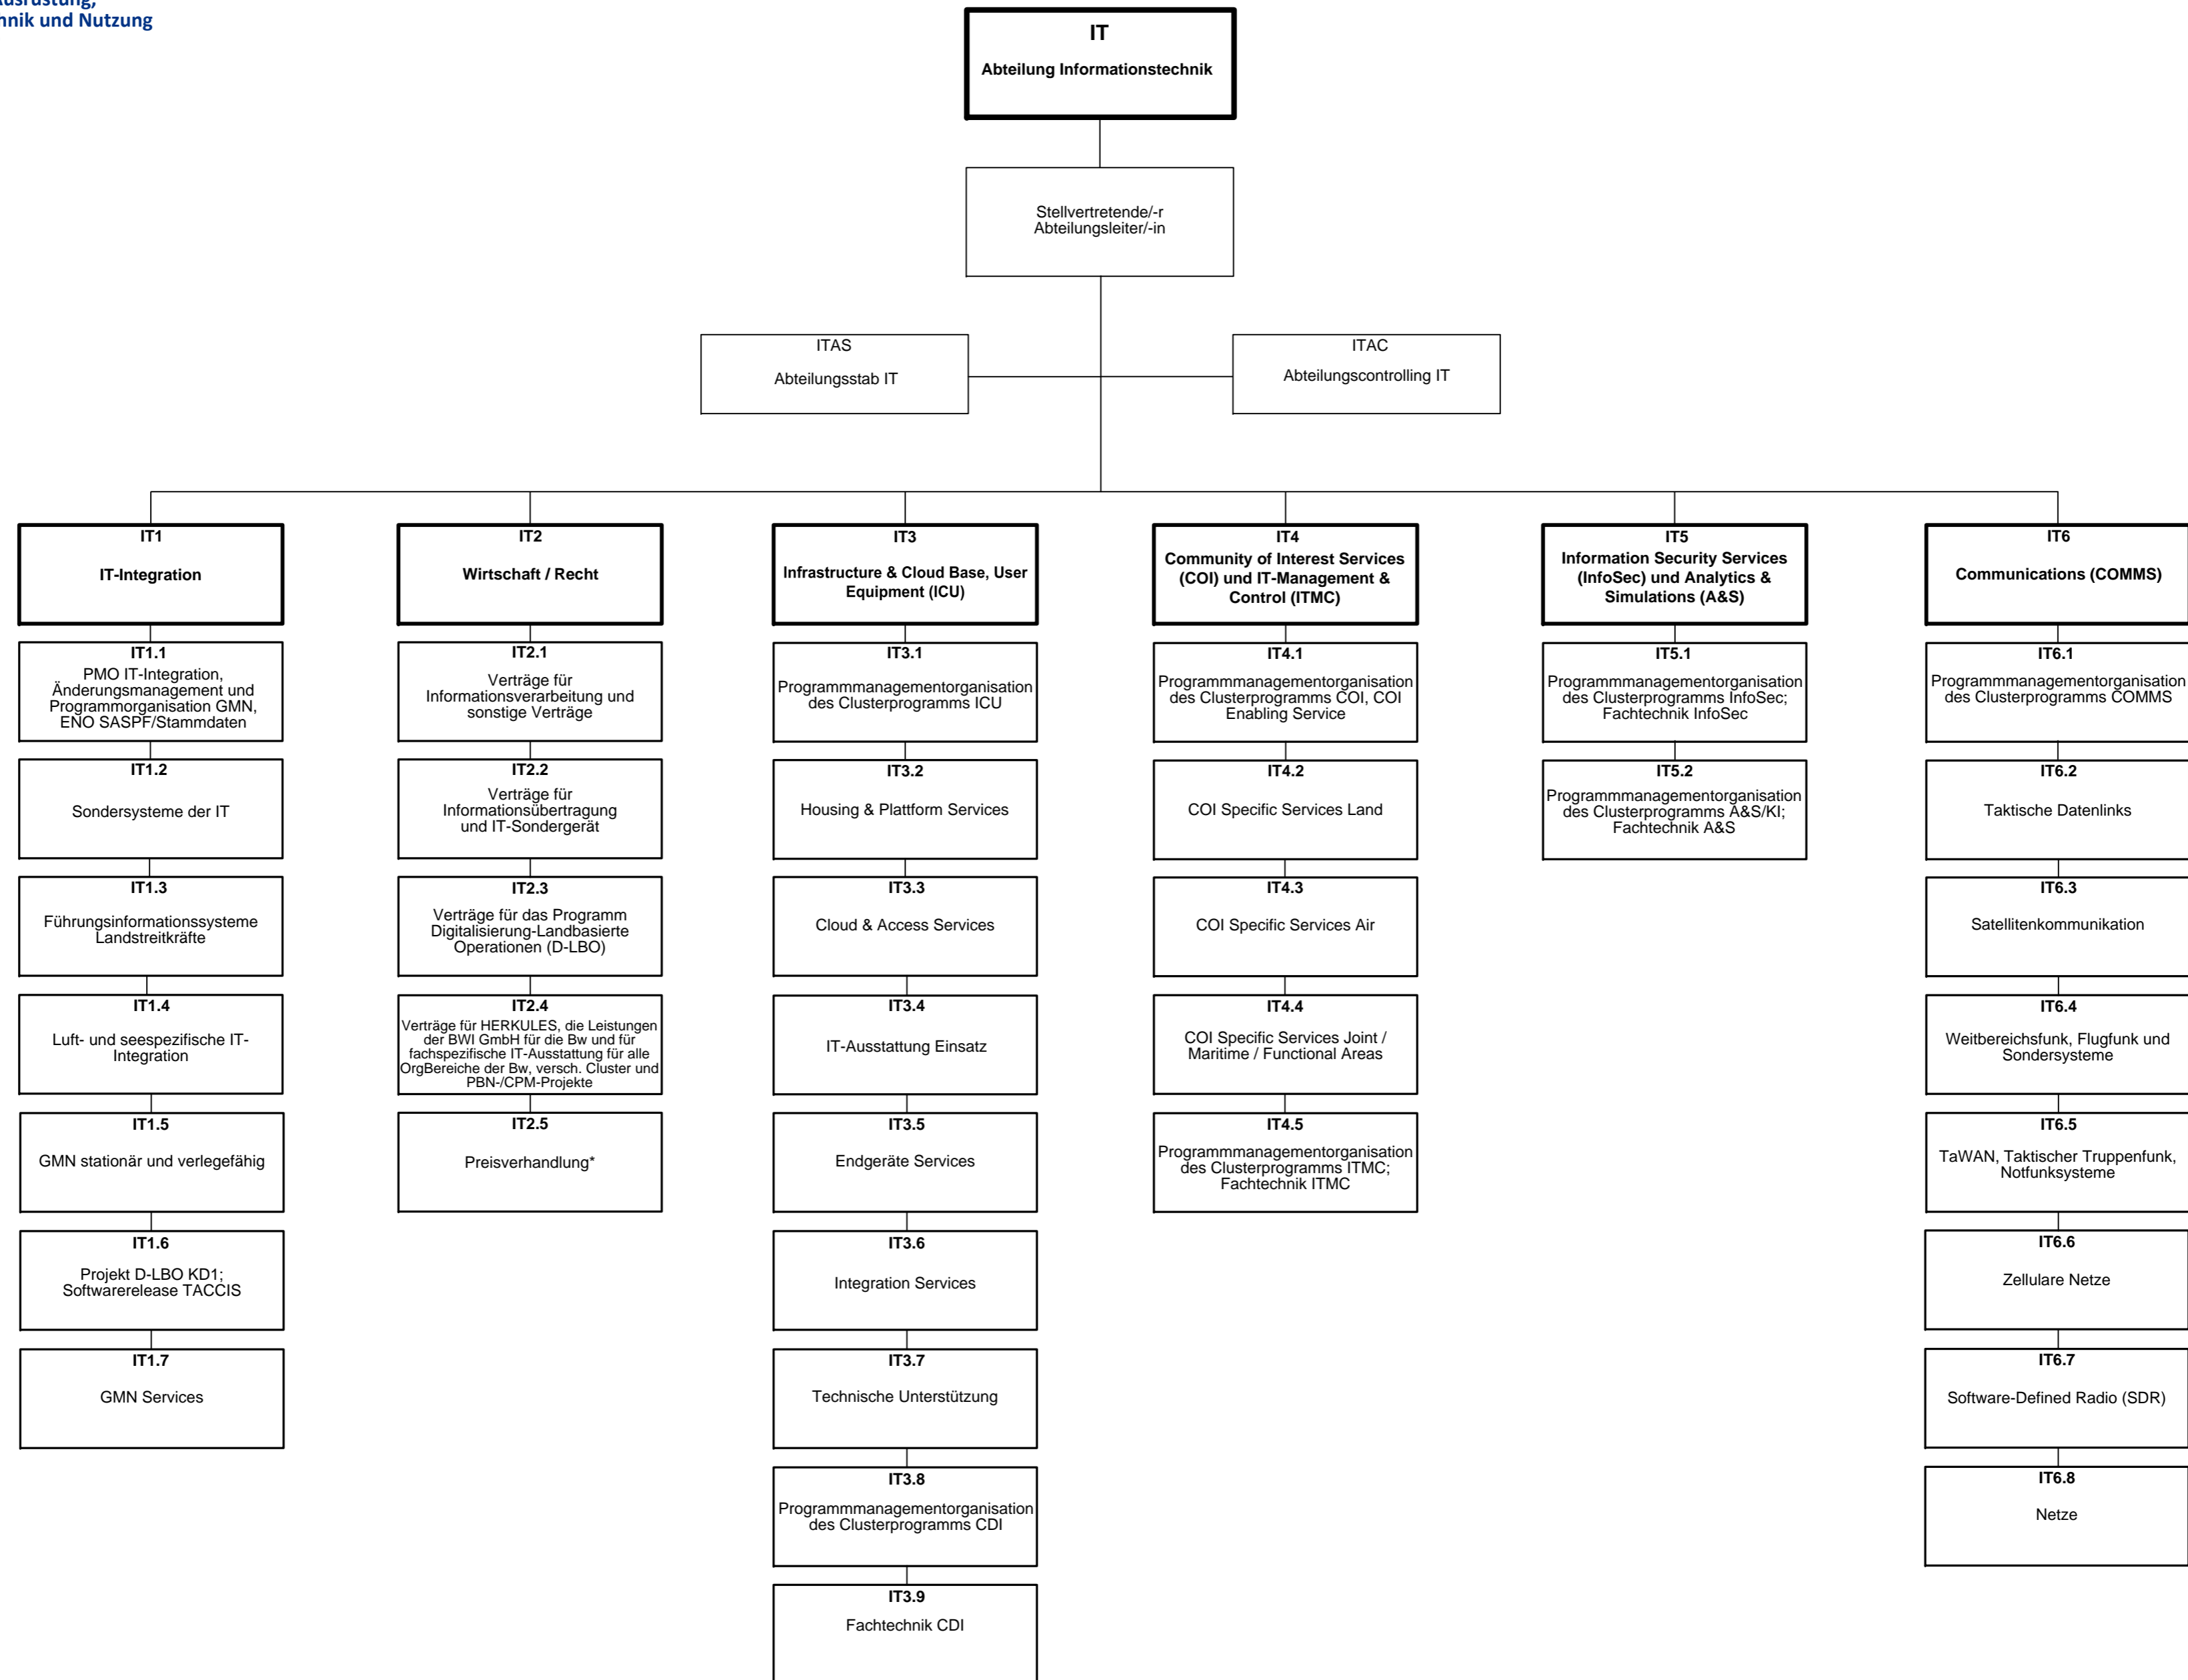 Ausrüstung,
hnik und Nutzung
IT
Abteilung Informationstechnik
Stellvertretende/-r
Abteilungsleiter/-in
ITAS
Abteilungsstab IT
ITAC
Abteilungscontrolling IT
IT1
IT-Integration
IT1.1
PMO IT-Integration,
Änderungsmanagement und
Programmorganisation GMN,
ENO SASPF/Stammdaten
IT1.2
Sondersysteme der IT
IT1.3
Führungsinformationssysteme
Landstreitkräfte
IT1.4
Luft- und seespezifische IT-
Integration
IT1.5
GMN stationär und verlegefähig
IT1.6
Projekt D-LBO KD1;
Softwarerelease TACCIS
IT1.7
GMN Services
IT2
Wirtschaft / Recht
IT2.1
Verträge für
Informationsverarbeitung und
sonstige Verträge
IT2.2
Verträge für
Informationsübertragung
und IT-Sondergerät
IT2.3
Verträge für das Programm
Digitalisierung-Landbasierte
Operationen (D-LBO)
IT2.4
Verträge für HERKULES, die Leistungen
der BWI GmbH für die Bw und für
fachspezifische IT-Ausstattung für alle
OrgBereiche der Bw, versch. Cluster und
PBN-/CPM-Projekte
IT2.5
Preisverhandlung*
IT3
Infrastructure & Cloud Base, User
Equipment (ICU)
IT3.1
Programmmanagementorganisation
des Clusterprogramms ICU
IT3.2
Housing & Plattform Services
IT3.3
Cloud & Access Services
IT3.4
IT-Ausstattung Einsatz
IT3.5
Endgeräte Services
IT3.6
Integration Services
IT3.7
Technische Unterstützung
IT3.8
Programmmanagementorganisation
des Clusterprogramms CDI
IT3.9
Fachtechnik CDI
IT4
Community of Interest Services
(COI) und IT-Management &
Control (ITMC)
IT4.1
Programmmanagementorganisation
des Clusterprogramms COI, COI
Enabling Service
IT4.2
COI Specific Services Land
IT4.3
COI Specific Services Air
IT4.4
COI Specific Services Joint /
Maritime / Functional Areas
IT4.5
Programmmanagementorganisation
des Clusterprogramms ITMC;
Fachtechnik ITMC
IT5
Information Security Services
(InfoSec) und Analytics &
Simulations (A&S)
IT5.1
Programmmanagementorganisation
des Clusterprogramms InfoSec;
Fachtechnik InfoSec
IT5.2
Programmmanagementorganisation
des Clusterprogramms A&S/KI;
Fachtechnik A&S
IT6
Communications (COMMS)
IT6.1
Programmmanagementorganisation
des Clusterprogramms COMMS
IT6.2
Taktische Datenlinks
IT6.3
Satellitenkommunikation
IT6.4
Weitbereichsfunk, Flugfunk und
Sondersysteme
IT6.5
TaWAN, Taktischer Truppenfunk,
Notfunksysteme
IT6.6
Zellulare Netze
IT6.7
Software-Defined Radio (SDR)
IT6.8
Netze